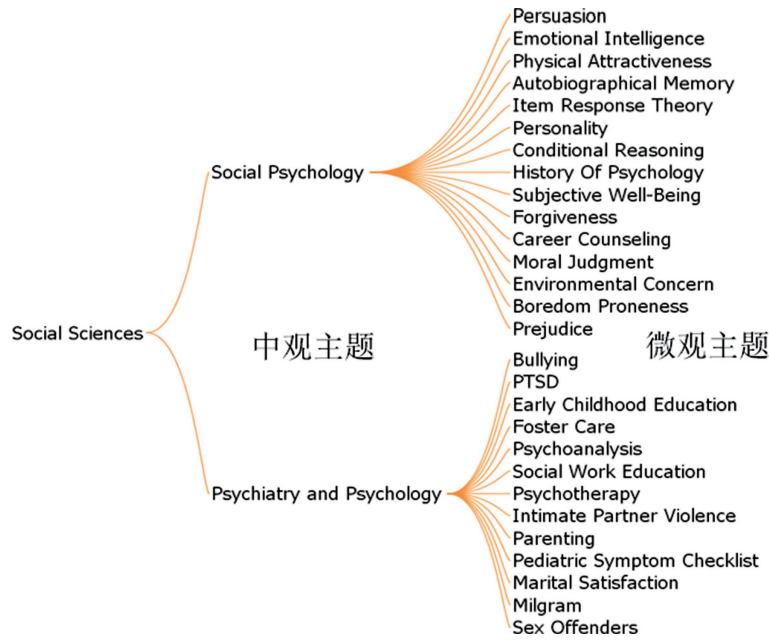 Persuasion
Emotional Intelligence
Physical Attractiveness
Autobiographical Memory
Item Response Theory
Personality
Conditional Reasoning
Social Psychology
History Of Psychology
Subjective Well-Being
Forgiveness
Career Counseling
Moral Judgment
Environmental Concern
Boredom Proneness
Prejudice
Social Sciences
中观主题
微观主题
Bullying
PTSD
Early Childhood Education
Foster Care
Psychoanalysis
Social Work Education
Psychiatry and Psychology
Psychotherapy
Intimate Partner Violence
Parenting
Pediatric Symptom Checklist
Marital Satisfaction
Milgram
Sex Offenders